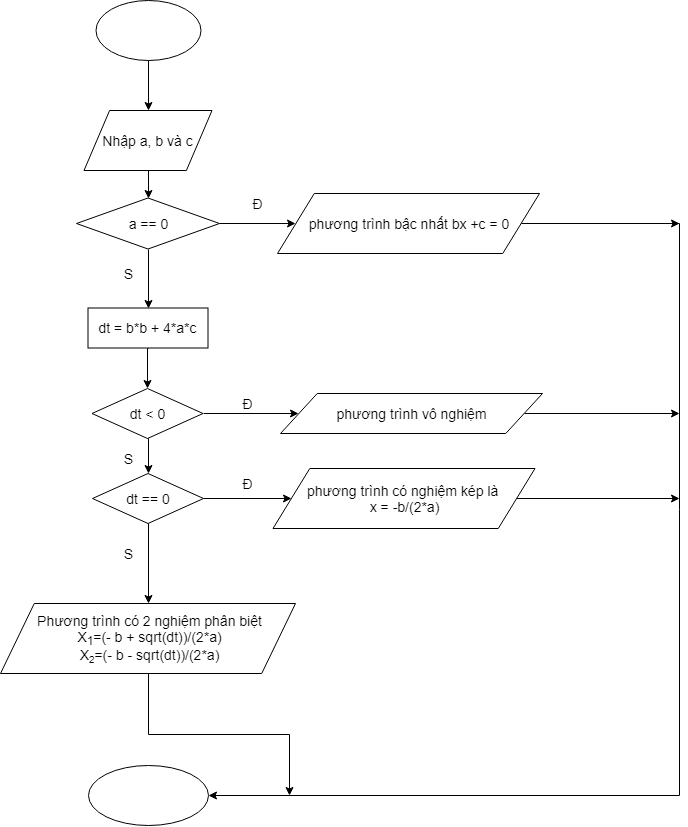 Nhập a, b và c
a == 0
Đ
phương trình bậc nhất bx +c = 0
S
dt = b*b + 4*a*c
dt < 0
Đ
phương trình vô nghiệm
S
dt == 0
Đ
phương trình có nghiệm kép là
x = -b/(2*a)
S
Phương trình có 2 nghiệm phân biệt
X₁=(- b + sqrt(dt))/(2*a)
X₂=(- b - sqrt(dt))/(2*a)